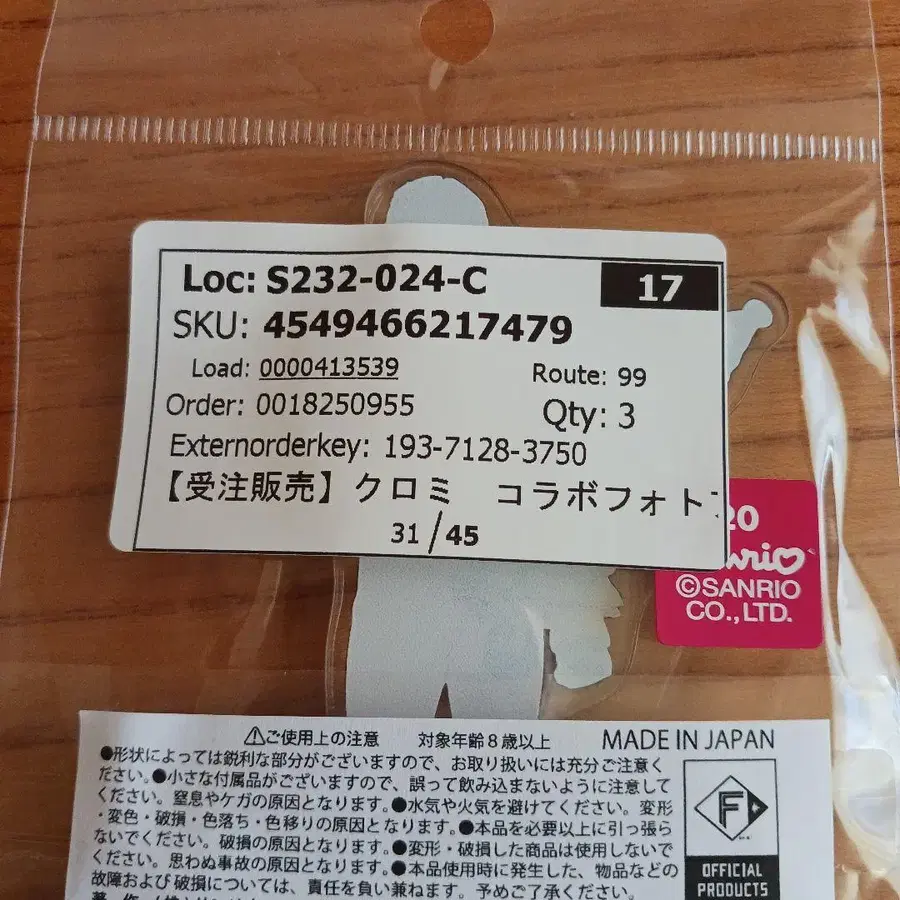 Loc: S232-024-C
17
SKU: 4549466217479
Load: 0000413539
Route: 99
Order: 0018250955
Qty: 3
Externorderkey: 193-7128-3750
【受注販売】クロミ　コラボフォト
31/45
20
©SANRIO
CO.,LTD.
⚠ご使用上の注意　対象年齢8歳以上
MADE IN JAPAN
●形状によっては鋭利な部分がございますので、お取り扱いには充分ご注意く
ださい。●小さな付属品がございますので、誤って飲み込まないように注意して
ください。窒息やケガの原因となります。●水気や火気を避けてください。変形
・変色・破損・色落ち・色移りの原因となります。●本品を必要以上に引っ張ら
ないでください。破損の原因となります。●変形・破損した商品は使用しないで
ください。思わぬ事故の原因となります。●本品使用時に発生した、物品などの
故障および破損については、責任を負い兼ねます。予めご了承ください。
F
OFFICIAL
PRODUCTS